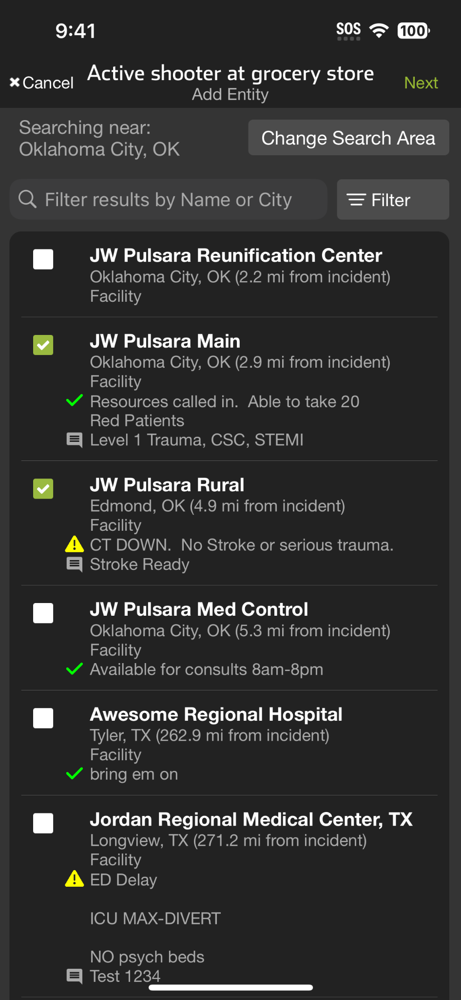 9:41
SOS
100
Cancel
Active shooter at grocery store
Add Entity
Next
Searching near:
Oklahoma City, OK
Change Search Area
Filter results by Name or City
Filter
JW Pulsara Reunification Center
Oklahoma City, OK (2.2 mi from incident)
Facility
JW Pulsara Main
Oklahoma City, OK (2.9 mi from incident)
Facility
Resources called in.  Able to take 20
Red Patients
Level 1 Trauma, CSC, STEMI
JW Pulsara Rural
Edmond, OK (4.9 mi from incident)
Facility
CT DOWN.  No Stroke or serious trauma.
Stroke Ready
JW Pulsara Med Control
Oklahoma City, OK (5.3 mi from incident)
Facility
Available for consults 8am-8pm
Awesome Regional Hospital
Tyler, TX (262.9 mi from incident)
Facility
bring em on
Jordan Regional Medical Center, TX
Longview, TX (271.2 mi from incident)
Facility
ED Delay
ICU MAX-DIVERT
NO psych beds
Test 1234